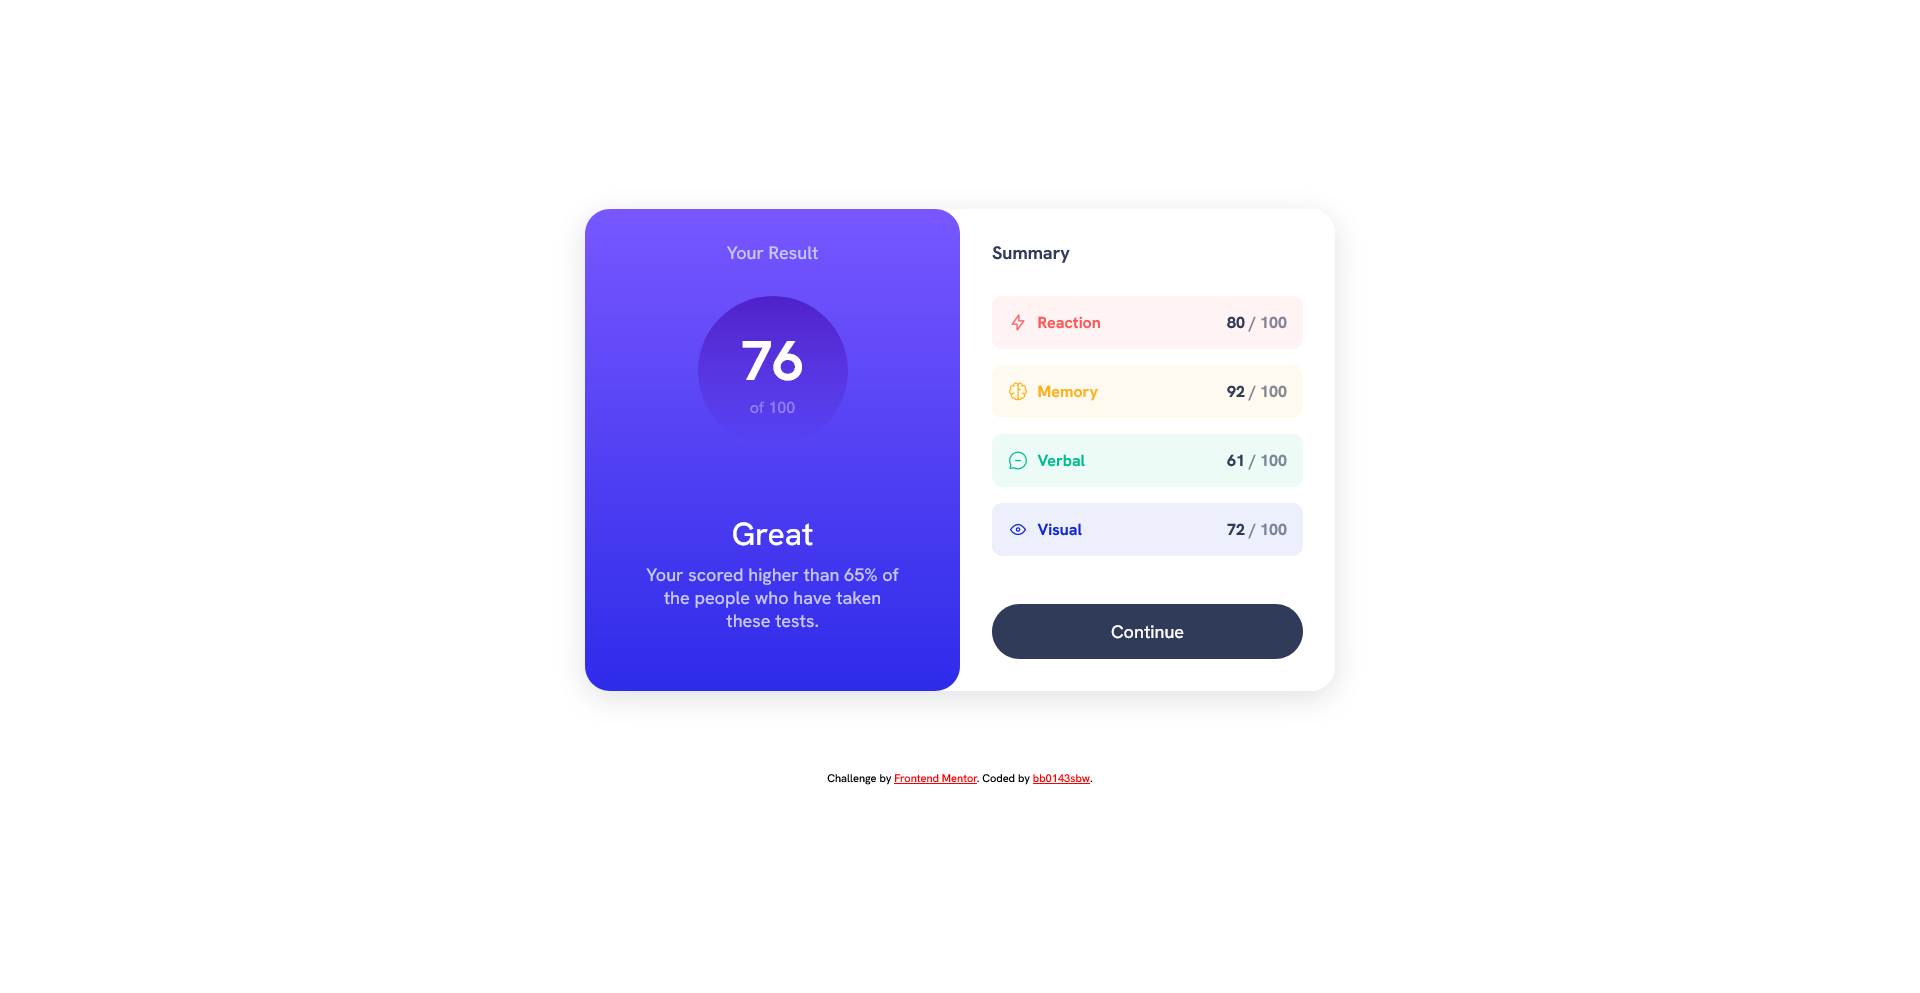 Your Result
76
of 100
Great
Your scored higher than 65% of
the people who have taken
these tests.
Summary
Reaction 80 / 100
Memory 92 / 100
Verbal 61 / 100
Visual 72 / 100
Continue
Challenge by Frontend Mentor. Coded by bb0143sbw.